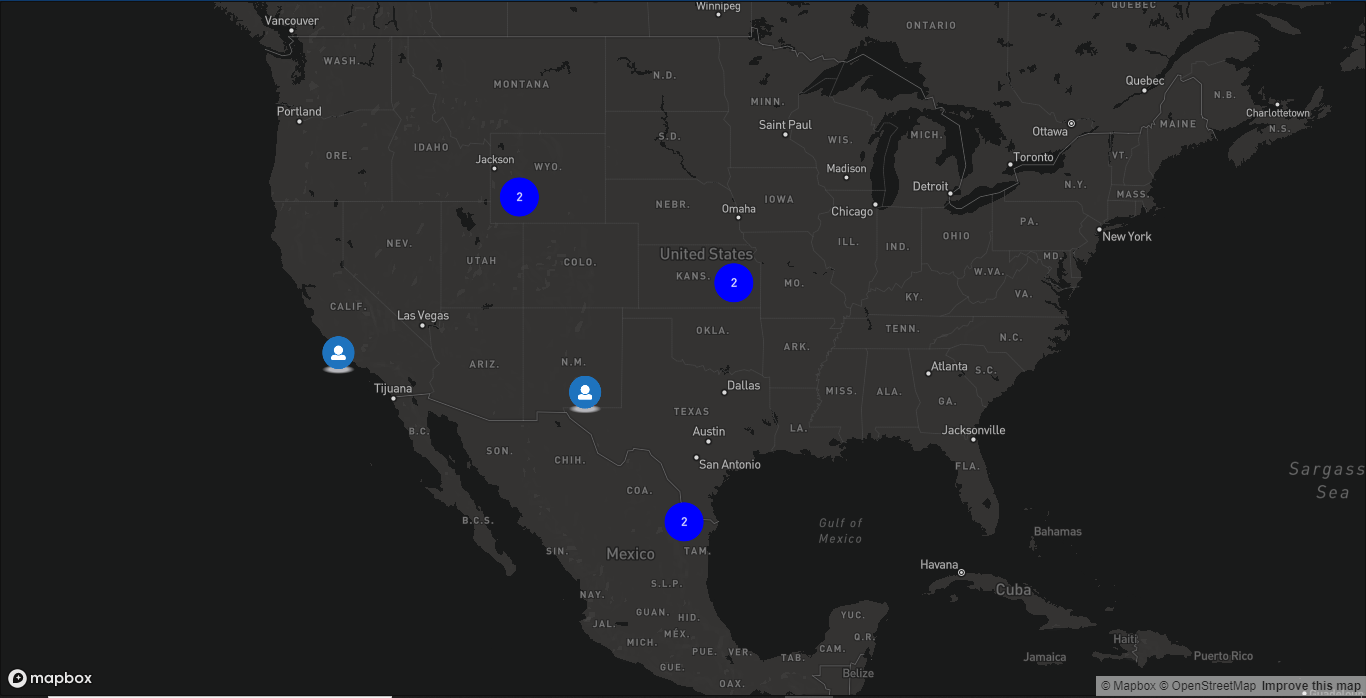 Winnipeg
QUEBEC
Vancouver
ONTARIO
WASH.
N.D.
MONTANA
Quebec
N.B.
MINN.
Portland
Charlottetown
Saint Paul
MAINE
N.S.
Ottawa
S.D.
WIS.
MICH.
IDAHO
ORE.
VT.
Toronto
Jackson
WYO.
Madison
Detroit
N.Y.
MASS.
2
IOWA
NEBR.
Omaha
Chicago
PA.
New York
OHIO
NEV.
ILL.
IND.
United States
MD.
UTAH
COLO.
KANS.
2
MO.
W.VA.
VA.
KY.
CALIF.
Las Vegas
OKLA.
TENN.
N.C.
ARK.
ARIZ.
N.M.
Atlanta
S.C.
Tijuana
Dallas
MISS.
ALA.
GA.
TEXAS
B.C.
Austin
LA.
Jacksonville
SON.
CHIH.
San Antonio
FLA.
Sargass
Sea
COA.
B.C.S.
2
Gulf of
Mexico
Bahamas
SIN.
Mexico
TAM.
Havana
S.L.P.
Cuba
NAY.
GUAN.
HID.
YUC.
JAL.
MÉX.
Q.R.
MICH.
PUE.
VER.
CAM.
TAB.
Haiti
Jamaica
Puerto Rico
GUE.
Belize
OAX.
mapbox
© Mapbox © OpenStreetMap Improve this map